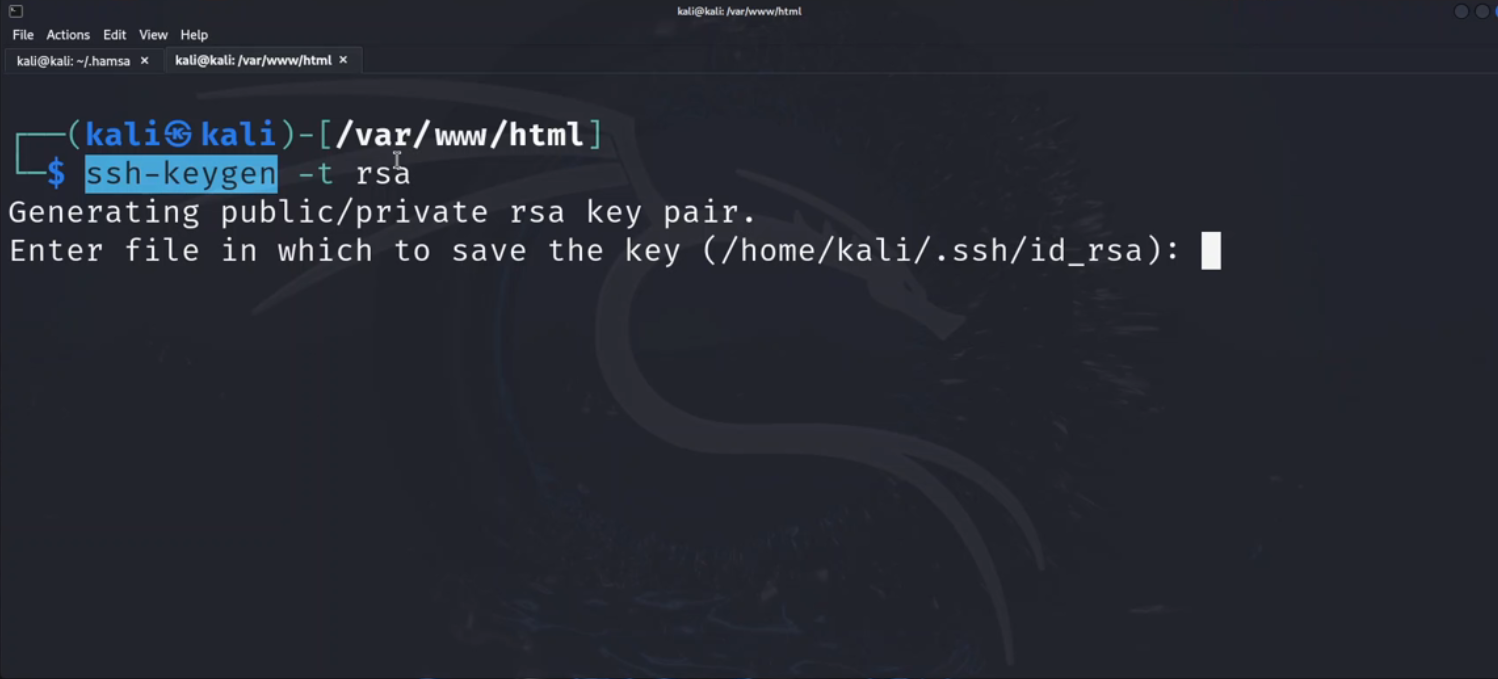 kali@kali: /var/www/html
File Actions Edit View Help
kali@kali: ~/.hamsa × kali@kali: /var/www/html ×
┌──(kali㉿kali)-[/var/www/html]
└─$ ssh-keygen -t rsa
Generating public/private rsa key pair.
Enter file in which to save the key (/home/kali/.ssh/id_rsa):